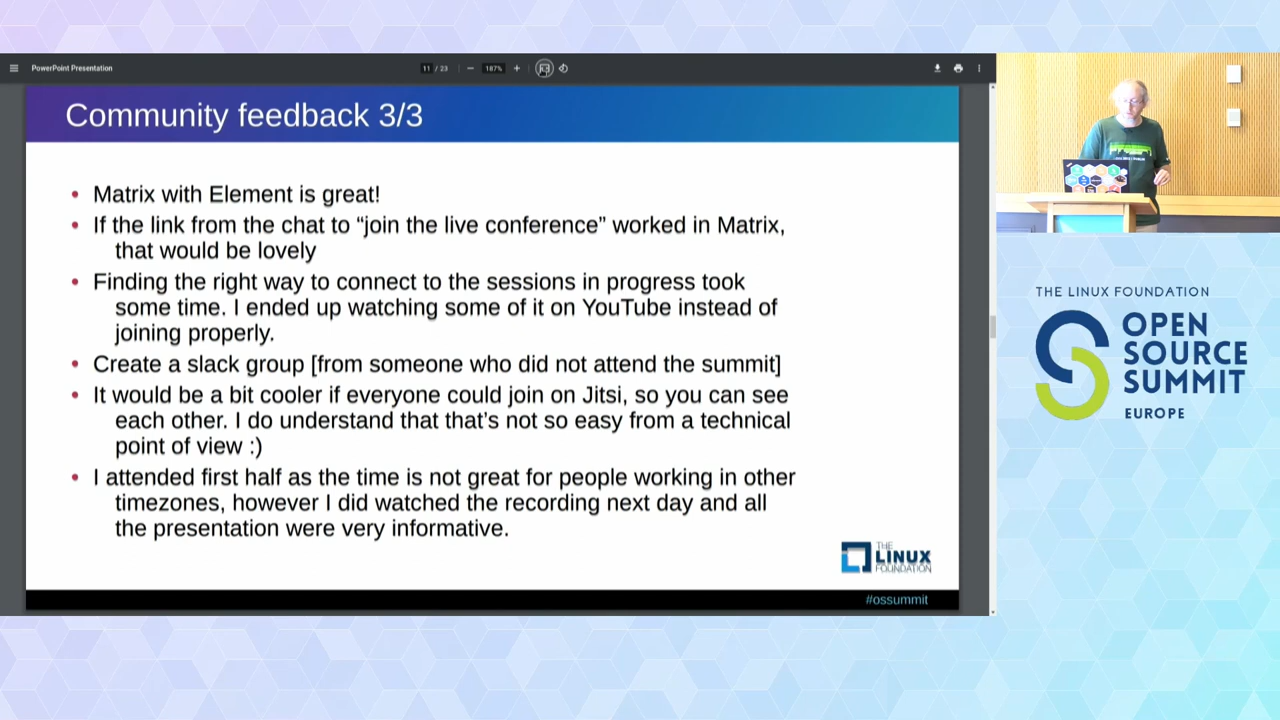 PowerPoint Presentation
11 / 23
187%
Community feedback 3/3
Matrix with Element is great!
If the link from the chat to “join the live conference” worked in Matrix,
that would be lovely
Finding the right way to connect to the sessions in progress took
some time. I ended up watching some of it on YouTube instead of
joining properly.
Create a slack group [from someone who did not attend the summit]
It would be a bit cooler if everyone could join on Jitsi, so you can see
each other. I do understand that that’s not so easy from a technical
point of view :)
I attended first half as the time is not great for people working in other
timezones, however I did watched the recording next day and all
the presentation were very informative.
THE
LINUX
FOUNDATION
#ossummit
THE LINUX FOUNDATION
OPEN
SOURCE
SUMMIT
EUROPE